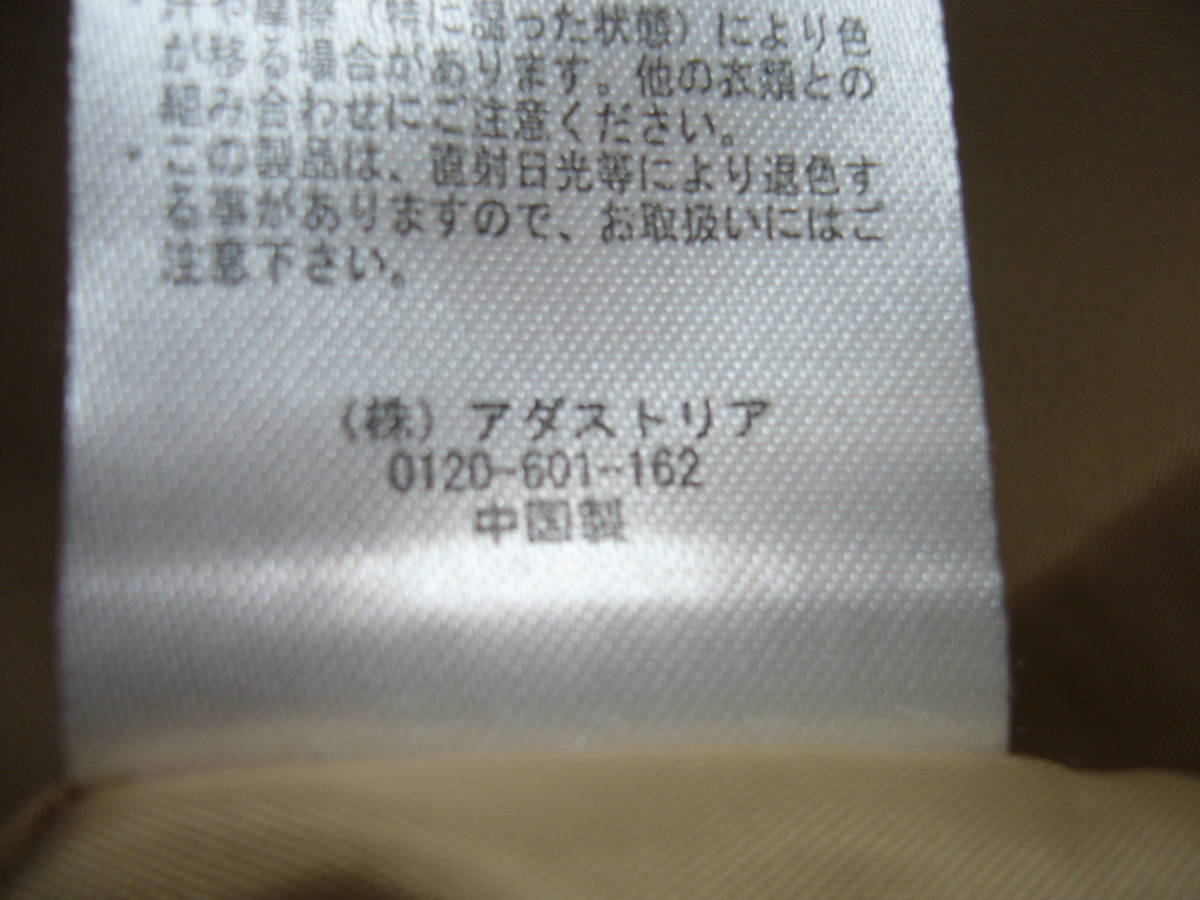 ・汗や摩擦（特に湿った状態）により色
が移る場合があります。他の衣類との
組み合わせにご注意ください。
・この製品は、直射日光等により退色す
る事がありますので、お取扱いにはご
注意下さい。
（株）アダストリア
0120-601-162
中国製